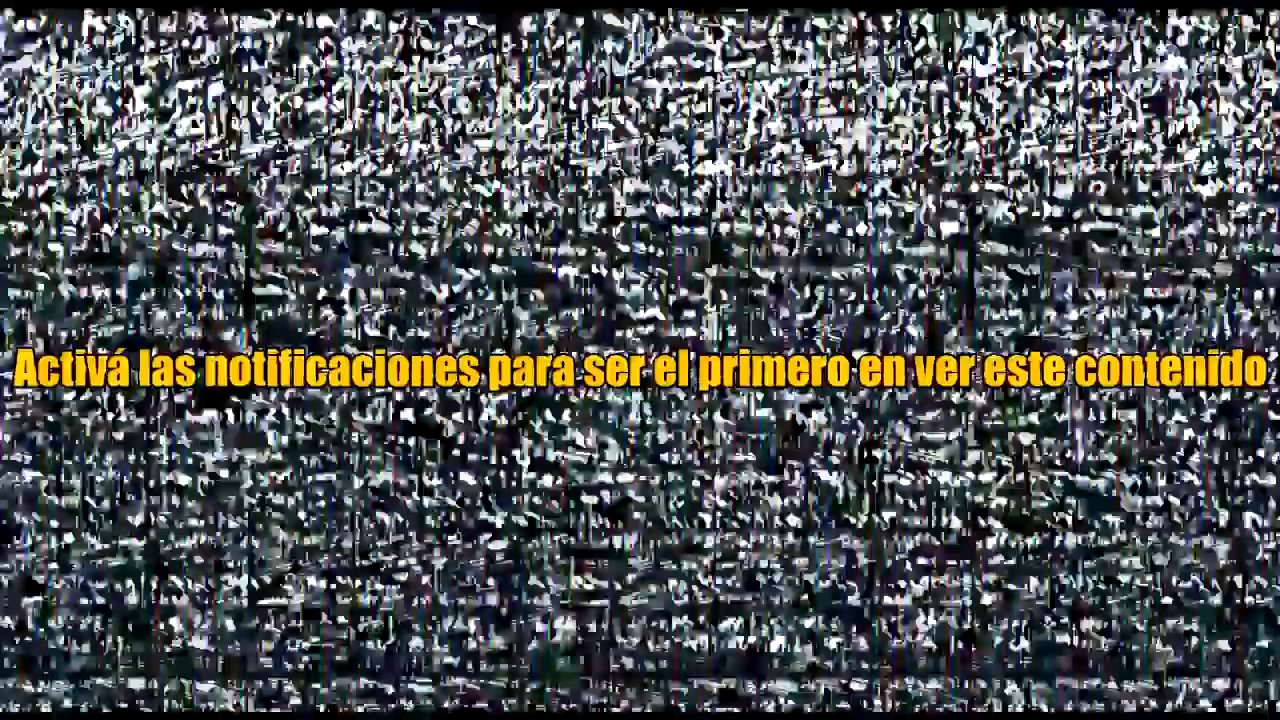 Activá las notificaciones para ser el primero en ver este contenido